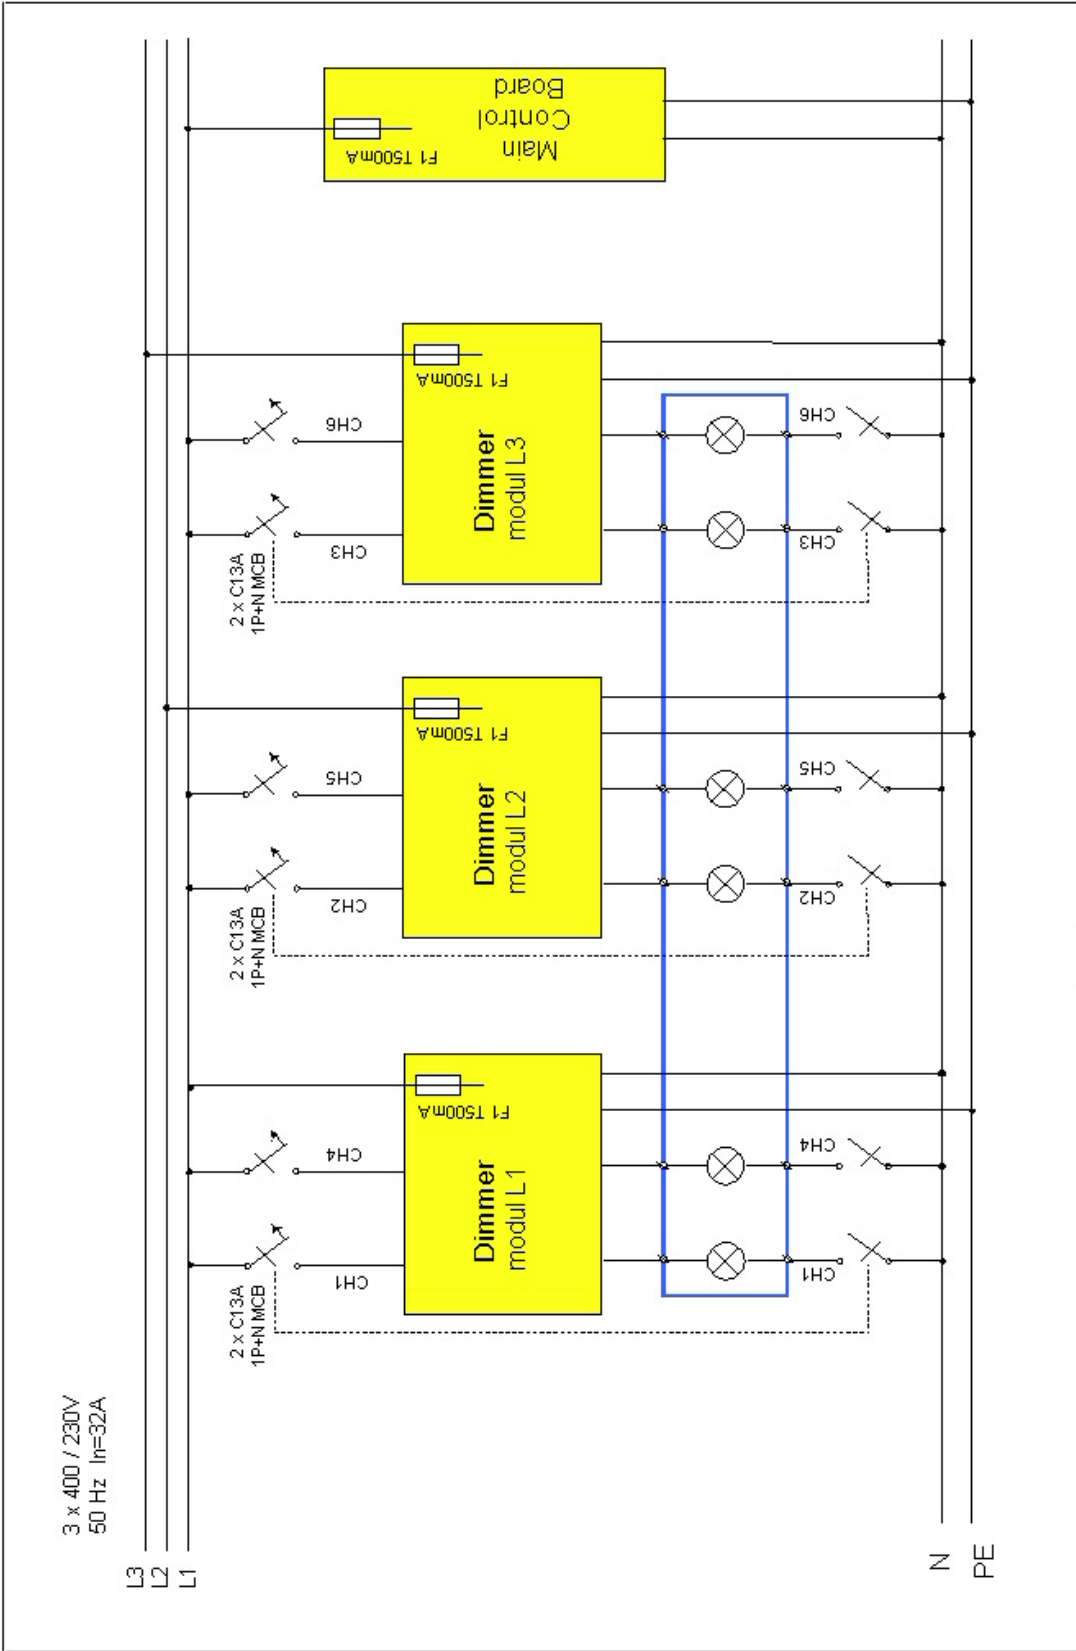 3 x 400 / 230V
50 Hz In=32A
L3
L2
L1
N
PE
2 x C13A
1P+N MCB
CH1
CH4
F1 T500mA
Dimmer
modul L1
CH1
CH4
2 x C13A
1P+N MCB
CH2
CH5
F1 T500mA
Dimmer
modul L2
CH2
CH5
2 x C13A
1P+N MCB
CH3
CH6
F1 T500mA
Dimmer
modul L3
CH3
CH6
F1 T500mA
Main
Control
Board